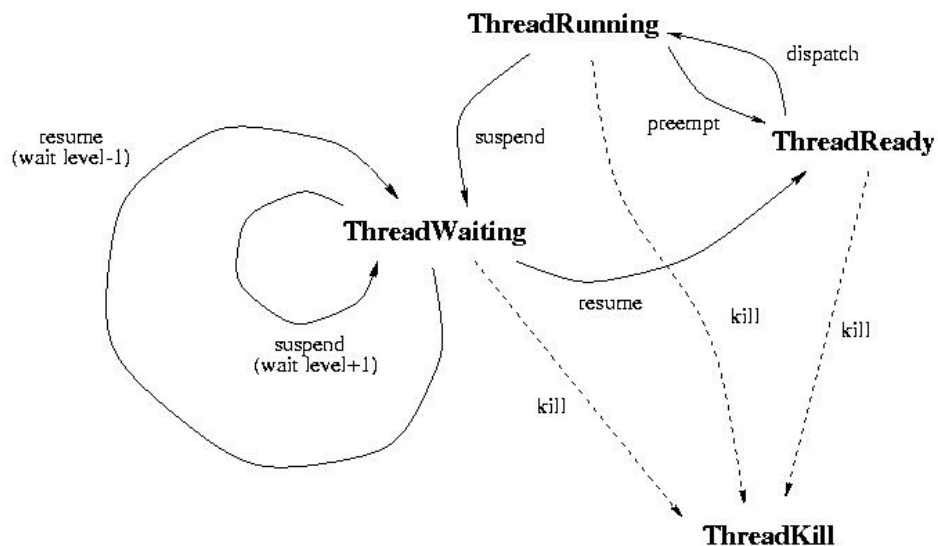 ThreadRunning
dispatch
resume
(wait level-1)
suspend
preempt
ThreadReady
ThreadWaiting
resume
suspend
(wait level+1)
kill
kill
kill
ThreadKill